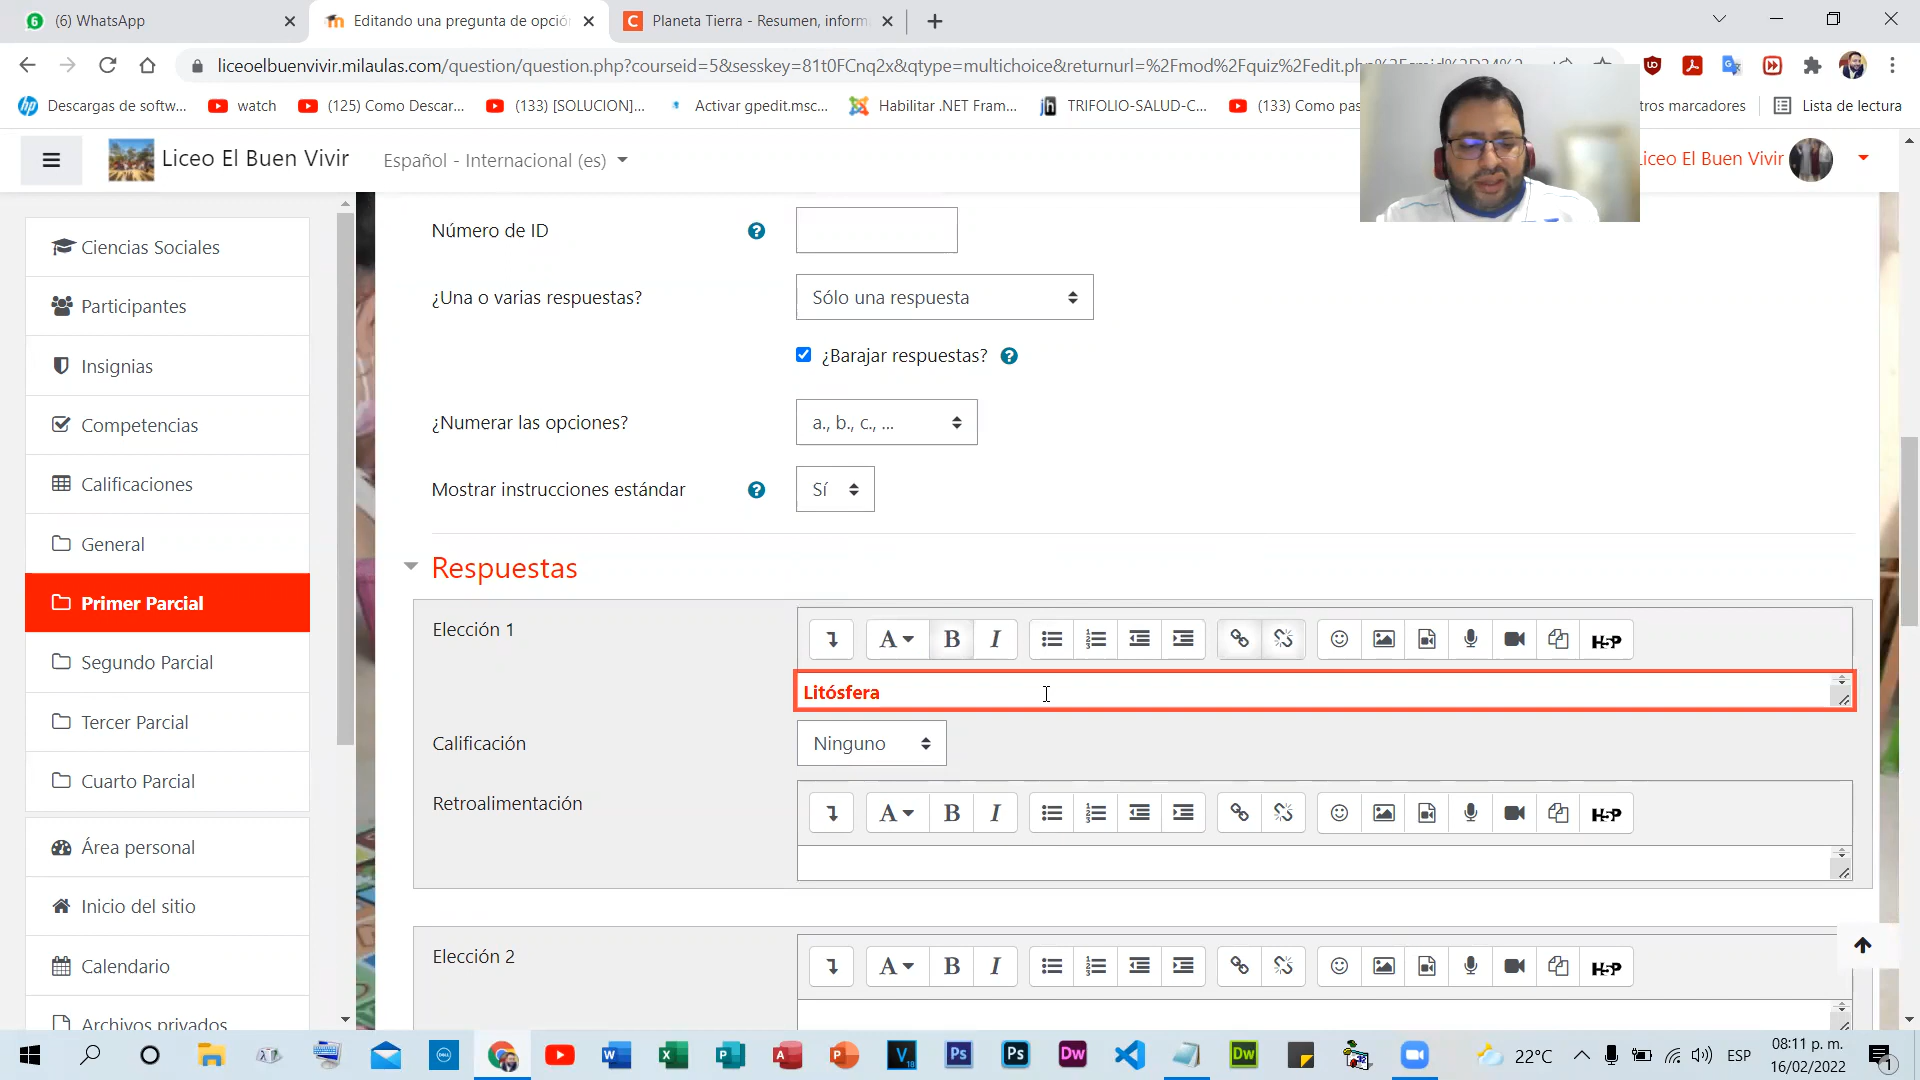 (6) WhatsApp
Editando una pregunta de opció
Planeta Tierra - Resumen, inform
liceoelbuenvivir.milaulas.com/question/question.php?courseid=5&sesskey=81t0FCnq2x&qtype=multichoice&returnurl=%2Fmod%2Fquiz%2Fedit.php
Descargas de softw...
watch
(125) Como Descar...
(133) [SOLUCION]...
Activar gpedit.msc...
Habilitar .NET Fram...
TRIFOLIO-SALUD-C...
(133) Como pas
tros marcadores
Lista de lectura
Liceo El Buen Vivir
Español - Internacional (es)
Liceo El Buen Vivir
Ciencias Sociales
Participantes
Insignias
Competencias
Calificaciones
General
Primer Parcial
Segundo Parcial
Tercer Parcial
Cuarto Parcial
Área personal
Inicio del sitio
Calendario
Archivos privados
Número de ID
¿Una o varias respuestas?
Sólo una respuesta
¿Barajar respuestas?
¿Numerar las opciones?
a., b., c., ...
Mostrar instrucciones estándar
Sí
Respuestas
Elección 1
Litósfera
Calificación
Ninguno
Retroalimentación
Elección 2
22°C
ESP
08:11 p. m.
16/02/2022